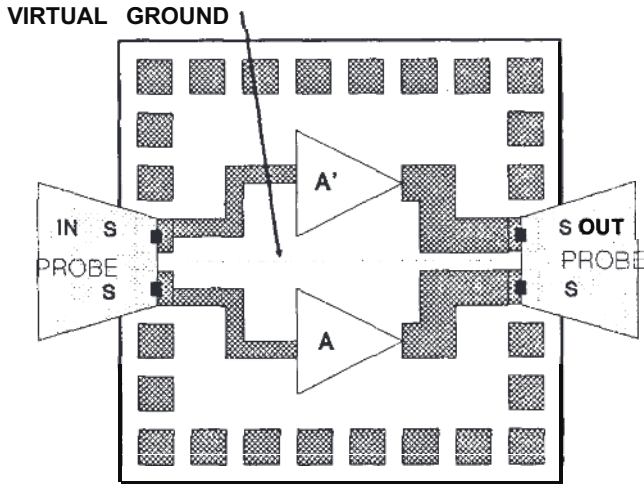 VIRTUAL GROUND
A'
IN S
S OUT
PROBE
PROBE
S
S
A